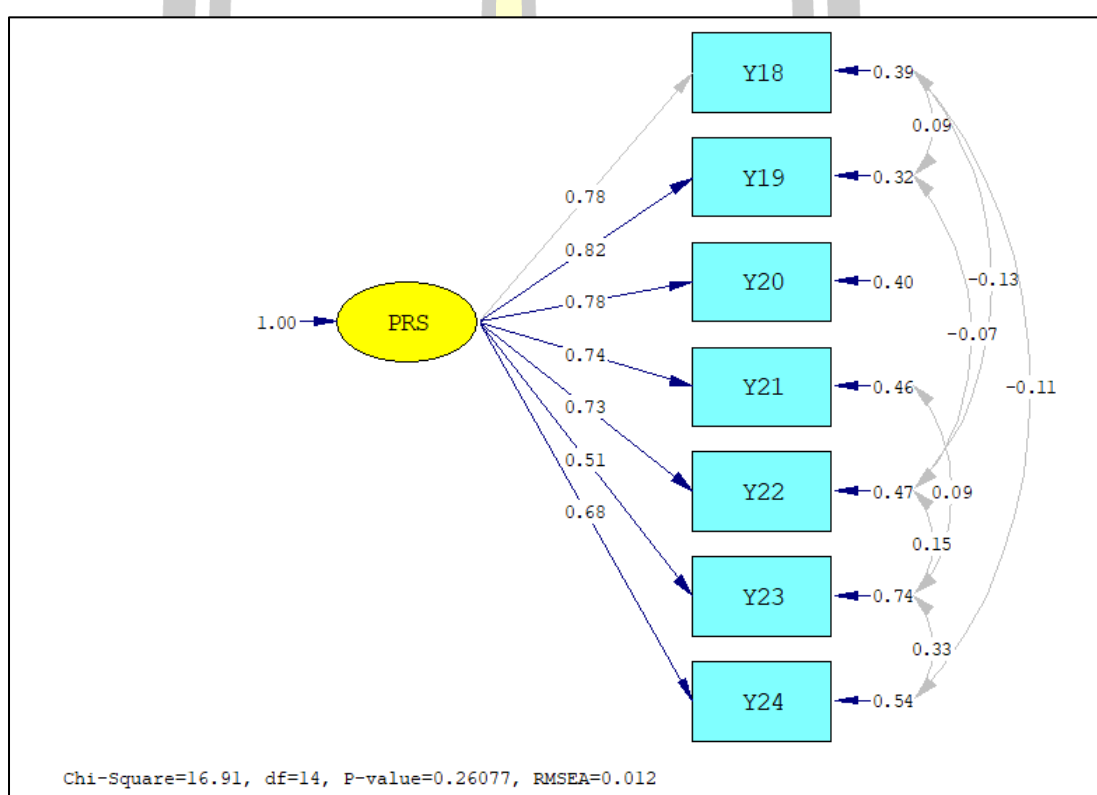 Y18
0.39
0.09
Y19
0.32
0.78
0.82
Y20
0.40
-0.13
0.78
1.00
PRS
-0.07
0.74
Y21
0.46
-0.11
0.73
0.51
Y22
0.47
0.09
0.68
0.15
Y23
0.74
0.33
Y24
0.54
Chi-Square=16.91, df=14, P-value=0.26077, RMSEA=0.012